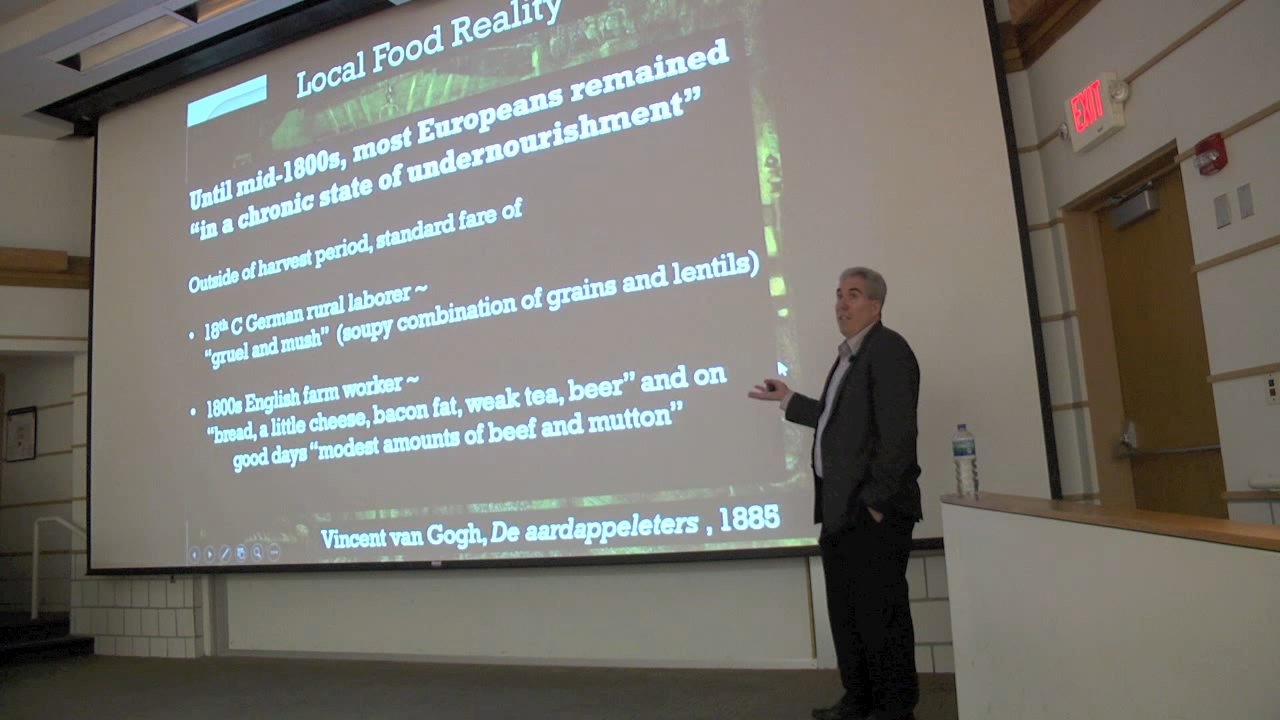 Local Food Reality
Until mid-1800s, most Europeans remained
“in a chronic state of undernourishment”
Outside of harvest period, standard fare of
• 18th C German rural laborer ~
“gruel and mush” (soupy combination of grains and lentils)
• 1800s English farm worker ~
“bread, a little cheese, bacon fat, weak tea, beer” and on
good days “modest amounts of beef and mutton”
Vincent van Gogh, De aardappeleters , 1885
EXIT